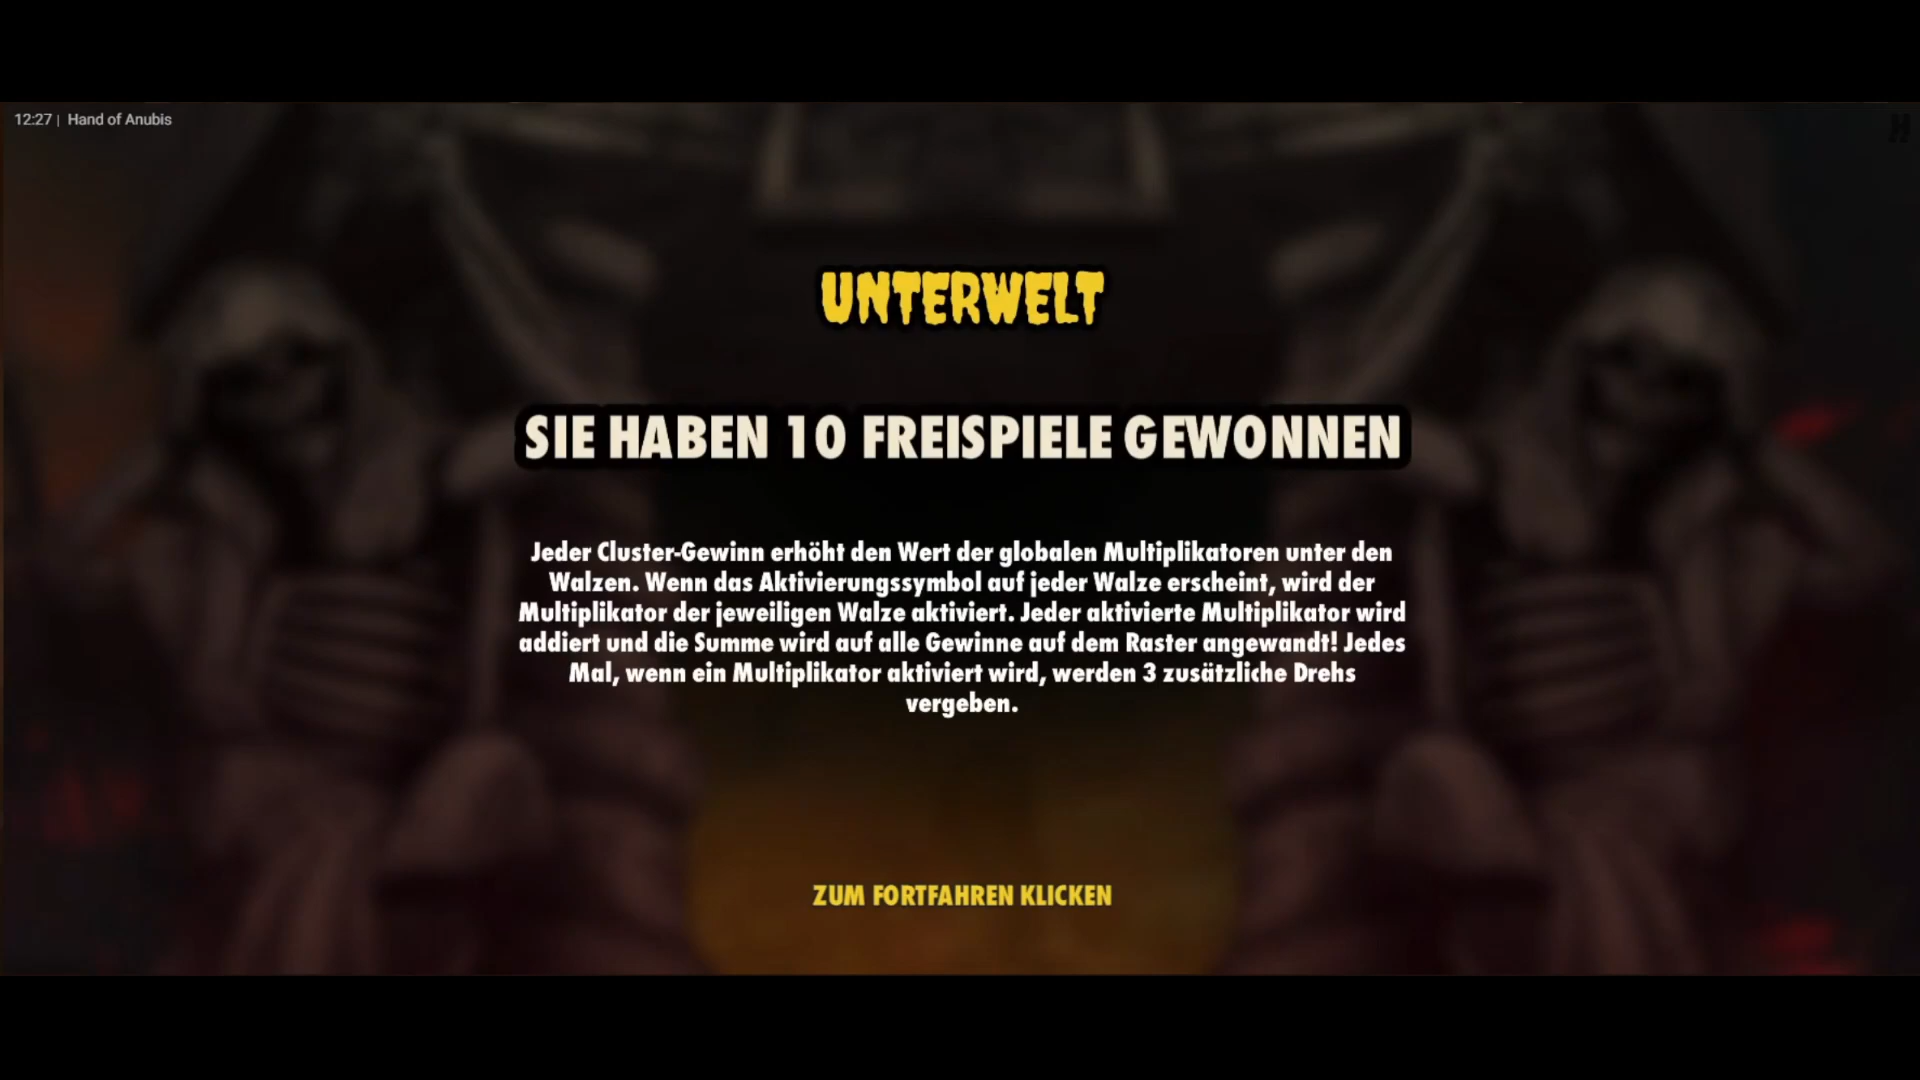 12:27 | Hand of Anubis
UNTERWELT
SIE HABEN 10 FREISPIELE GEWONNEN
Jeder Cluster-Gewinn erhöht den Wert der globalen Multiplikatoren unter den
Walzen. Wenn das Aktivierungssymbol auf jeder Walze erscheint, wird der
Multiplikator der jeweiligen Walze aktiviert. Jeder aktivierte Multiplikator wird
addiert und die Summe wird auf alle Gewinne auf dem Raster angewandt! Jedes
Mal, wenn ein Multiplikator aktiviert wird, werden 3 zusätzliche Drehs
vergeben.
ZUM FORTFAHREN KLICKEN